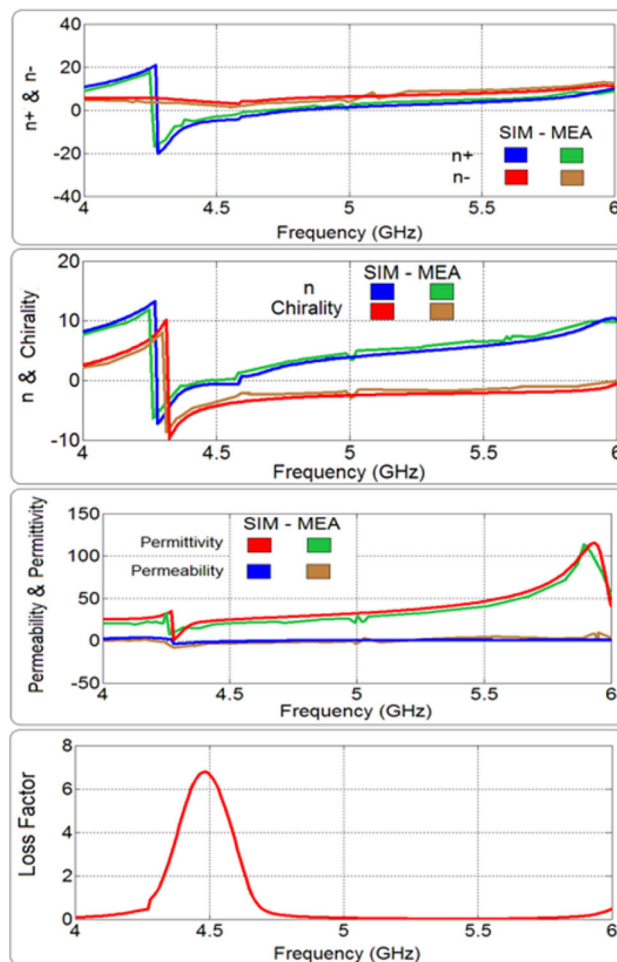 n+ & n-
40
20
0
-20
-40
SIM - MEA
n+
n-
4
4.5
5
5.5
6
Frequency (GHz)
n & Chirality
20
10
0
-10
SIM - MEA
n
Chirality
4
4.5
5
5.5
6
Frequency (GHz)
Permeability & Permittivity
150
100
50
0
-50
SIM - MEA
Permittivity
Permeability
4
4.5
5
5.5
6
Frequency (GHz)
Loss Factor
8
6
4
2
0
4
4.5
5
5.5
6
Frequency (GHz)